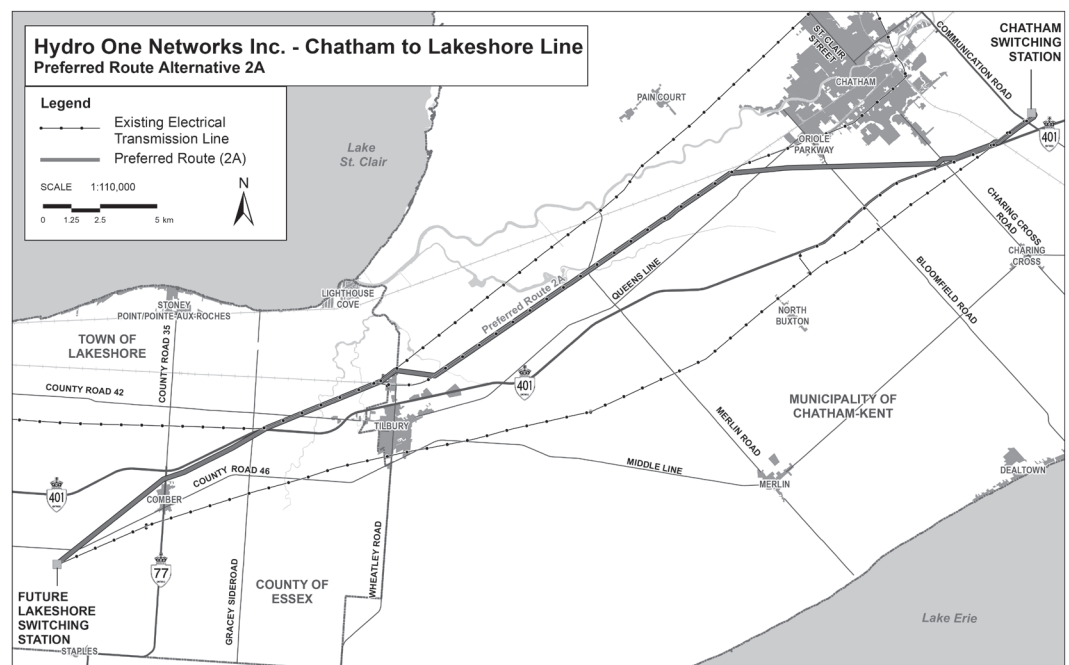 Hydro One Networks Inc. - Chatham to Lakeshore Line
Preferred Route Alternative 2A
Legend
Existing Electrical
Transmission Line
Preferred Route (2A)
SCALE 1:110,000
N
0 1.25 2.5 5 km
Lake
St. Clair
PAIN COURT
ST. CLAIR
STREET
CHATHAM
COMMUNICATION ROAD
CHATHAM
SWITCHING
STATION
401
ORIOLE
PARKWAY
CHARING CROSS
ROAD
CHARING
CROSS
BLOOMFIELD ROAD
QUEENS LINE
Preferred Route 2A
LIGHTHOUSE
COVE
STONEY
POINT/POINTE-AUX-ROCHES
TOWN OF
LAKESHORE
COUNTY ROAD 35
NORTH
BUXTON
COUNTY ROAD 42
401
MUNICIPALITY OF
CHATHAM-KENT
TILBURY
MERLIN ROAD
COUNTY ROAD 46
MIDDLE LINE
MERLIN
DEALTOWN
401
COMBER
77
WHEATLEY ROAD
GRACEY SIDEROAD
COUNTY OF
ESSEX
FUTURE
LAKESHORE
SWITCHING
STATION
STAPLES
Lake Erie